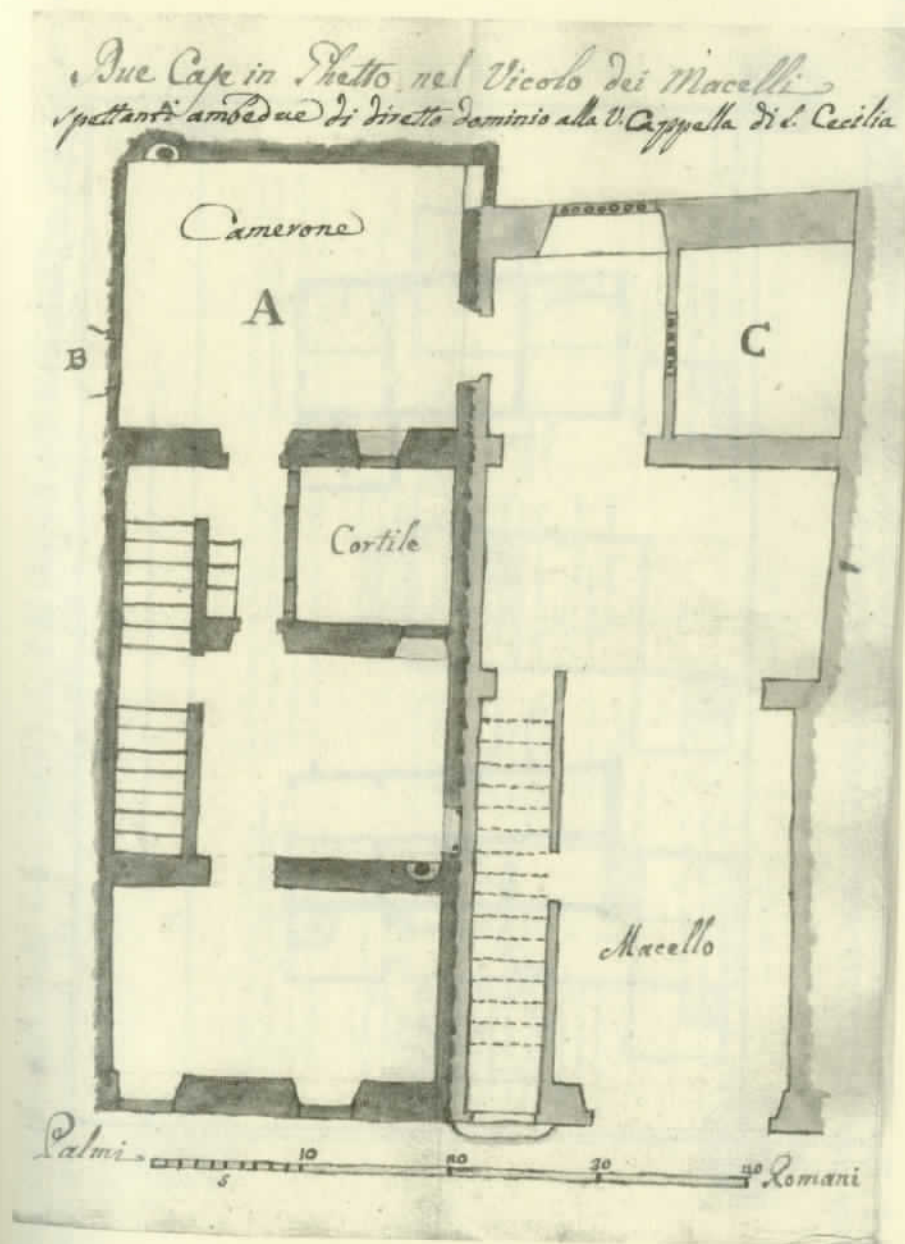 Due Case in Ghetto nel Vicolo dei Macelli
spettanti ambedue di diretto dominio alla V. Cappella di S. Cecilia
Camerone
A
B
C
Cortile
Macello
Palmi 5 10 20 30 40 Romani